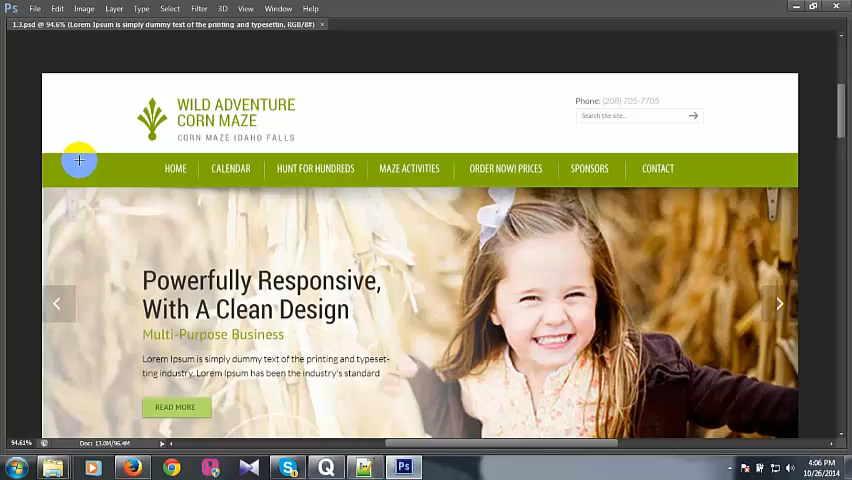 Ps File Edit Image Layer Type Select Filter 3D View Window Help
1.3.psd @ 94.6% (Lorem Ipsum is simply dummy text of the printing and typesettin, RGB/8#) ×
WILD ADVENTURE
CORN MAZE
CORN MAZE IDAHO FALLS
Phone: (208) 705-7705
Search the site...
HOME CALENDAR HUNT FOR HUNDREDS MAZE ACTIVITIES ORDER NOW! PRICES SPONSORS CONTACT
Powerfully Responsive,
With A Clean Design
Multi-Purpose Business
Lorem Ipsum is simply dummy text of the printing and typeset-
ting industry, Lorem Ipsum has been the industry's standard
READ MORE
94.61% Doc: 13.0M/96.4M
Ps
4:06 PM
10/26/2014